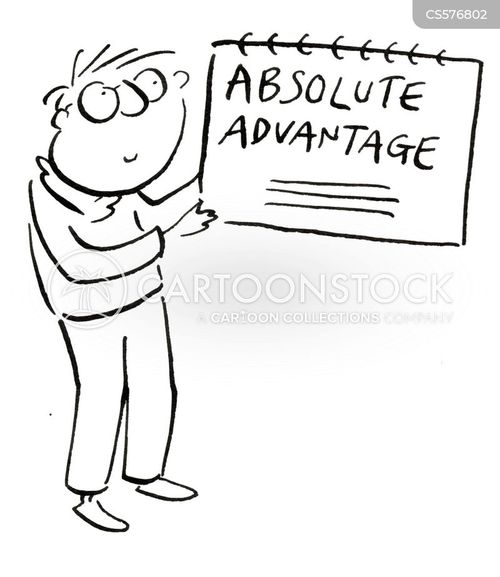 CS576802
ABSOLUTE
ADVANTAGE
CARTOONSTOCK
A CARTOON COLLECTIONS COMPANY